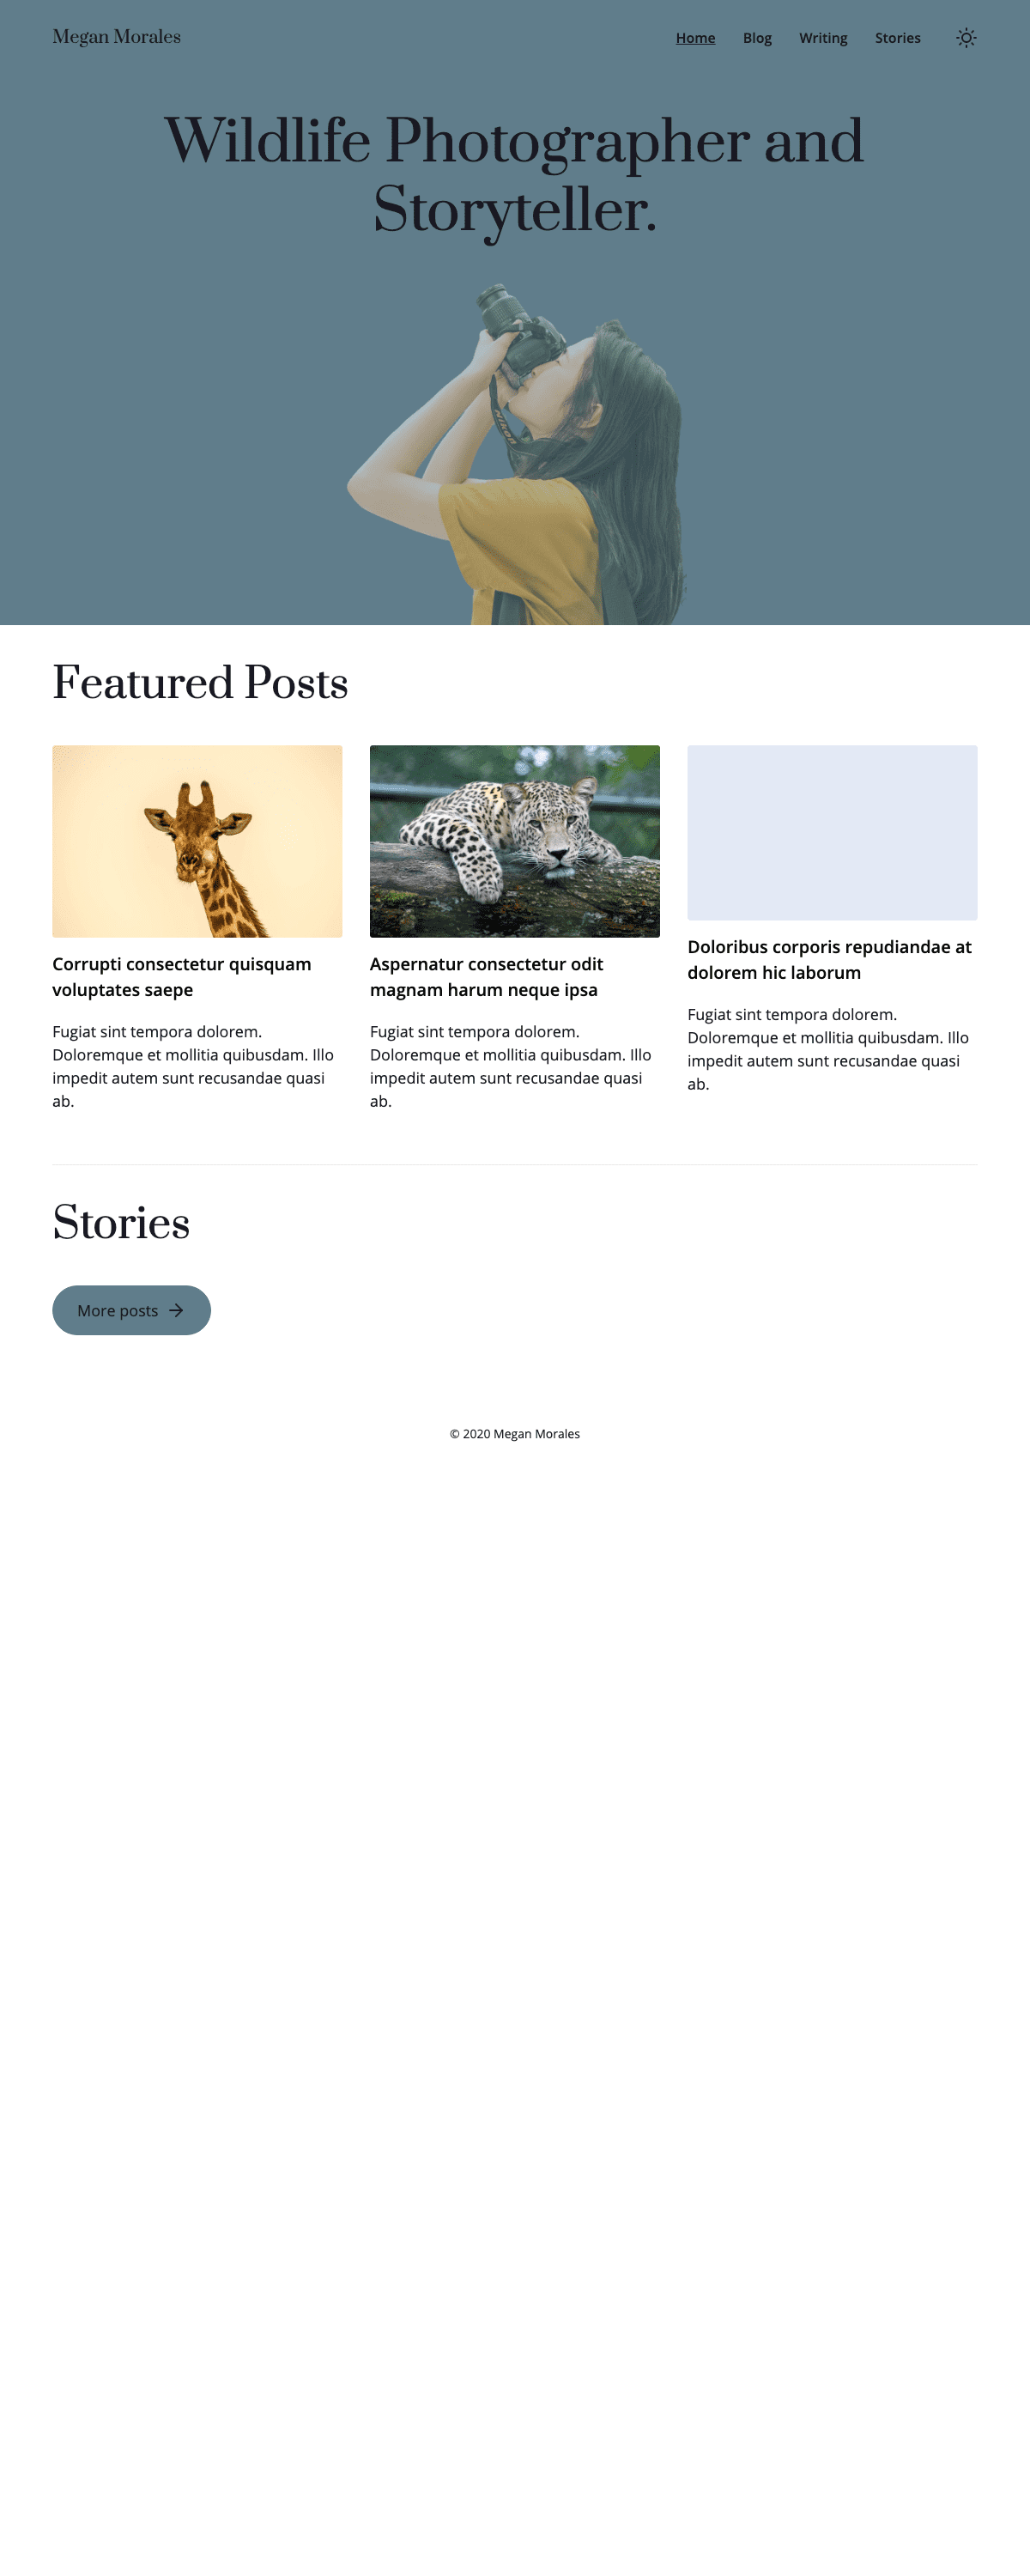 Megan Morales
Home Blog Writing Stories
Wildlife Photographer and
Storyteller.
NIKON
Featured Posts
Corrupti consectetur quisquam
voluptates saepe
Fugiat sint tempora dolorem.
Doloremque et mollitia quibusdam. Illo
impedit autem sunt recusandae quasi
ab.
Aspernatur consectetur odit
magnam harum neque ipsa
Fugiat sint tempora dolorem.
Doloremque et mollitia quibusdam. Illo
impedit autem sunt recusandae quasi
ab.
Doloribus corporis repudiandae at
dolorem hic laborum
Fugiat sint tempora dolorem.
Doloremque et mollitia quibusdam. Illo
impedit autem sunt recusandae quasi
ab.
Stories
More posts
© 2020 Megan Morales